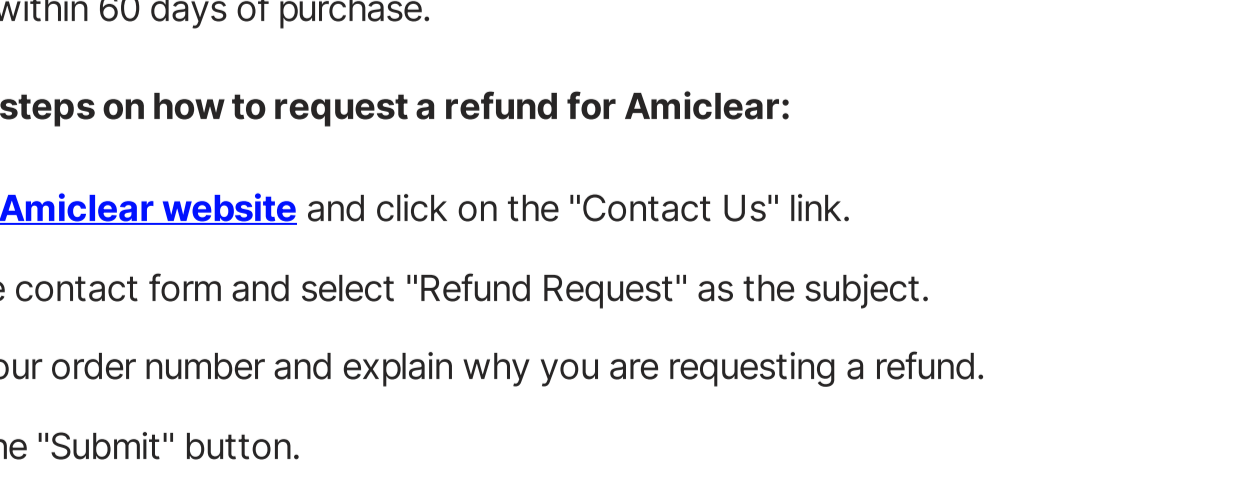 within 60 days of purchase.
steps on how to request a refund for Amiclear:
Amiclear website and click on the "Contact Us" link.
contact form and select "Refund Request" as the subject.
order number and explain why you are requesting a refund.
"Submit" button.